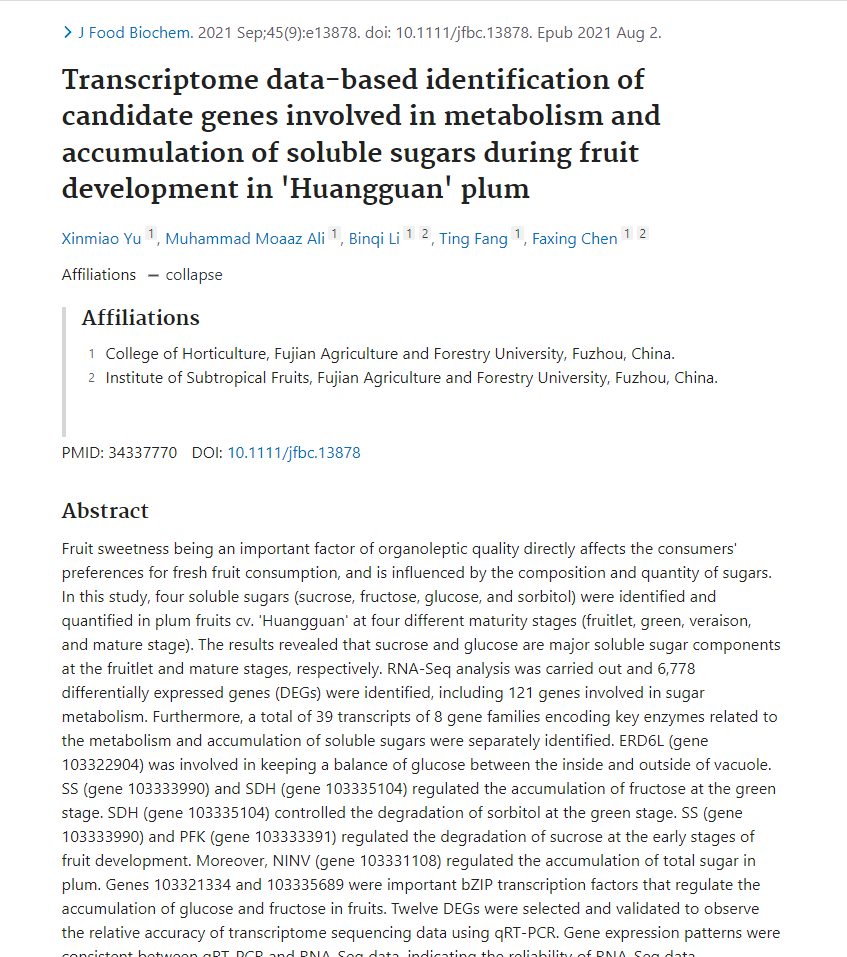 > J Food Biochem. 2021 Sep;45(9):e13878. doi: 10.1111/jfbc.13878. Epub 2021 Aug 2.
Transcriptome data-based identification of
candidate genes involved in metabolism and
accumulation of soluble sugars during fruit
development in 'Huangguan' plum
Xinmiao Yu 1, Muhammad Moaaz Ali 1, Binqi Li 1 2, Ting Fang 1, Faxing Chen 1 2
Affiliations — collapse
Affiliations
1 College of Horticulture, Fujian Agriculture and Forestry University, Fuzhou, China.
2 Institute of Subtropical Fruits, Fujian Agriculture and Forestry University, Fuzhou, China.
PMID: 34337770 DOI: 10.1111/jfbc.13878
Abstract
Fruit sweetness being an important factor of organoleptic quality directly affects the consumers'
preferences for fresh fruit consumption, and is influenced by the composition and quantity of sugars.
In this study, four soluble sugars (sucrose, fructose, glucose, and sorbitol) were identified and
quantified in plum fruits cv. 'Huangguan' at four different maturity stages (fruitlet, green, veraison,
and mature stage). The results revealed that sucrose and glucose are major soluble sugar components
at the fruitlet and mature stages, respectively. RNA-Seq analysis was carried out and 6,778
differentially expressed genes (DEGs) were identified, including 121 genes involved in sugar
metabolism. Furthermore, a total of 39 transcripts of 8 gene families encoding key enzymes related to
the metabolism and accumulation of soluble sugars were separately identified. ERD6L (gene
103322904) was involved in keeping a balance of glucose between the inside and outside of vacuole.
SS (gene 103333990) and SDH (gene 103335104) regulated the accumulation of fructose at the green
stage. SDH (gene 103335104) controlled the degradation of sorbitol at the green stage. SS (gene
103333990) and PFK (gene 103333391) regulated the degradation of sucrose at the early stages of
fruit development. Moreover, NINV (gene 103331108) regulated the accumulation of total sugar in
plum. Genes 103321334 and 103335689 were important bZIP transcription factors that regulate the
accumulation of glucose and fructose in fruits. Twelve DEGs were selected and validated to observe
the relative accuracy of transcriptome sequencing data using qRT-PCR. Gene expression patterns were
consistent between qRT-PCR and RNA-Seq data, indicating the reliability of RNA-Seq data.